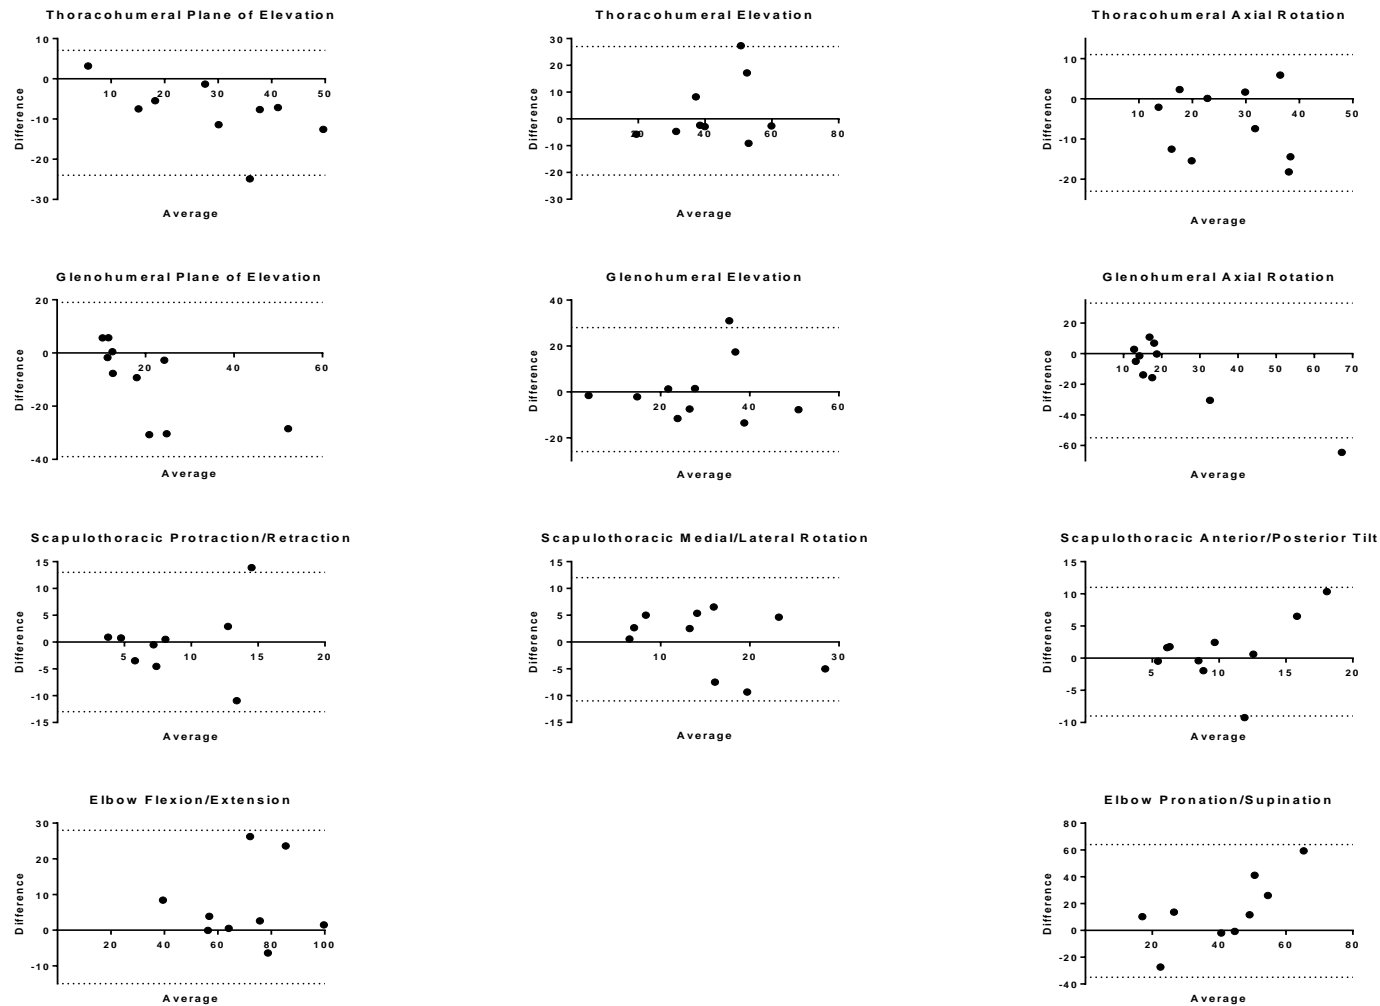 Thoracohumeral Plane of Elevation
10
0
-10
-20
-30
10 20 30 40 50
Difference
Average
Thoracohumeral Elevation
30
20
10
0
-10
-20
-30
20 40 60 80
Difference
Average
Thoracohumeral Axial Rotation
10
0
-10
-20
10 20 30 40 50
Difference
Average
Glenohumeral Plane of Elevation
20
0
-20
-40
20 40 60
Difference
Average
Glenohumeral Elevation
40
20
0
-20
20 40 60
Difference
Average
Glenohumeral Axial Rotation
20
0
-20
-40
-60
10 20 30 40 50 60 70
Difference
Average
Scapulothoracic Protraction/Retraction
15
10
5
0
-5
-10
-15
5 10 15 20
Difference
Average
Scapulothoracic Medial/Lateral Rotation
15
10
5
0
-5
-10
-15
10 20 30
Difference
Average
Scapulothoracic Anterior/Posterior Tilt
15
10
5
0
-5
-10
5 10 15 20
Difference
Average
Elbow Flexion/Extension
30
20
10
0
-10
20 40 60 80 100
Difference
Average
Elbow Pronation/Supination
80
60
40
20
0
-20
-40
20 40 60 80
Difference
Average